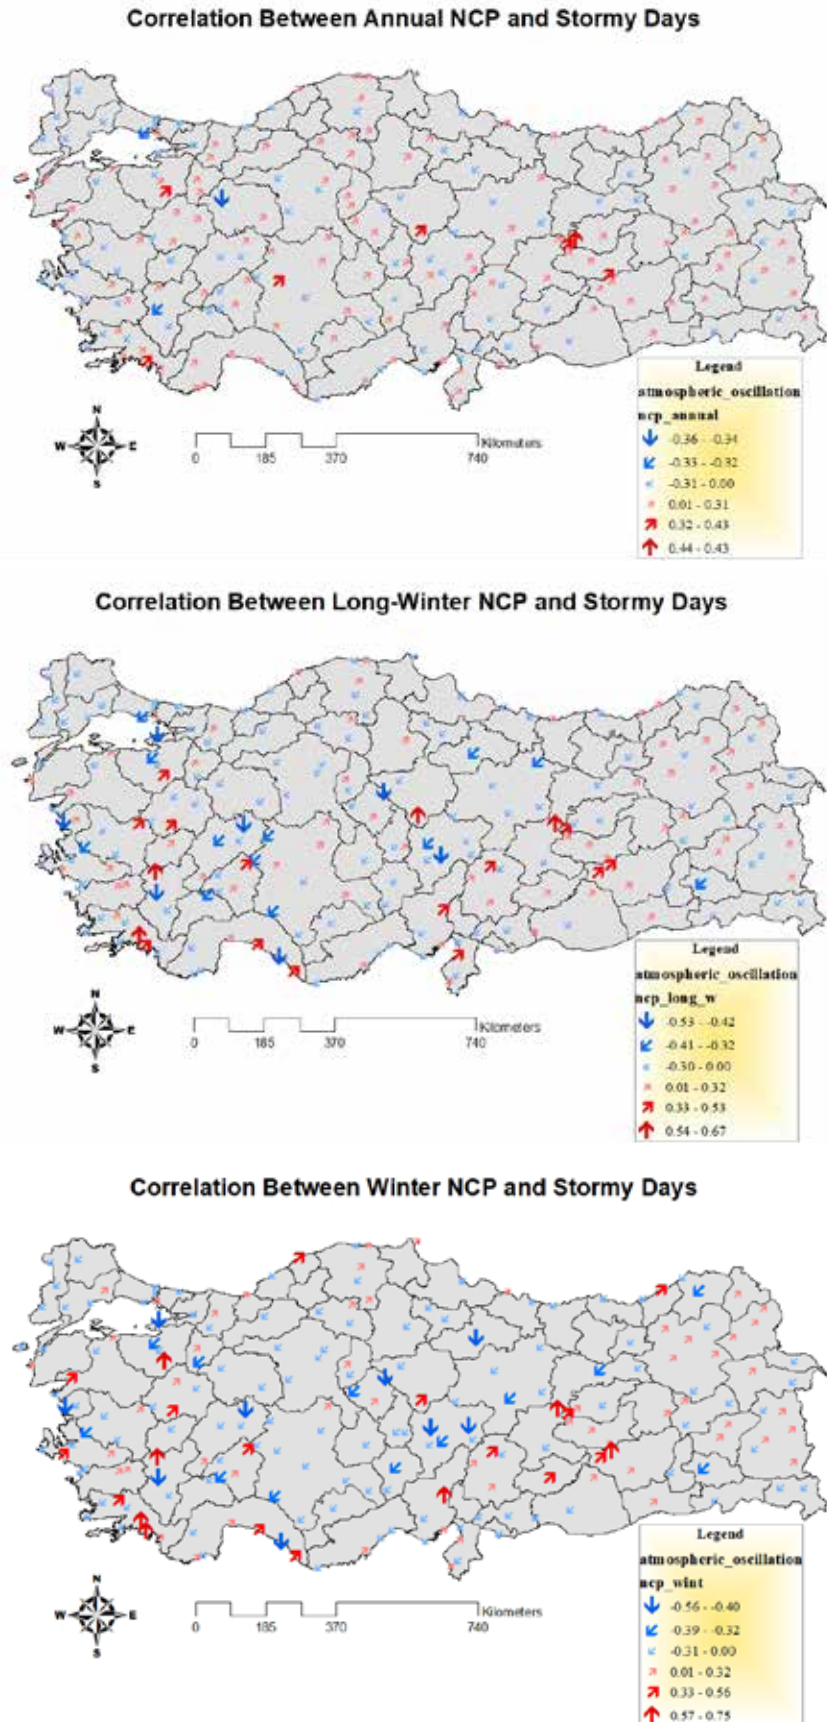 Correlation Between Annual NCP and Stormy Days
N
W E
S
Kilometers
0 185 370 740
Legend
atmospheric_oscillation
ncp_annual
-0.36 - -0.34
-0.33 - -0.32
-0.31 - 0.00
0.01 - 0.31
0.32 - 0.43
0.44 - 0.43
Correlation Between Long-Winter NCP and Stormy Days
N
W E
S
Kilometers
0 185 370 740
Legend
atmospheric_oscillation
ncp_long_w
-0.53 - -0.42
-0.41 - -0.32
-0.30 - 0.00
0.01 - 0.32
0.33 - 0.53
0.54 - 0.67
Correlation Between Winter NCP and Stormy Days
N
W E
S
Kilometers
0 185 370 740
Legend
atmospheric_oscillation
ncp_wint
-0.56 - -0.40
-0.39 - -0.32
-0.31 - 0.00
0.01 - 0.32
0.33 - 0.56
0.57 - 0.75